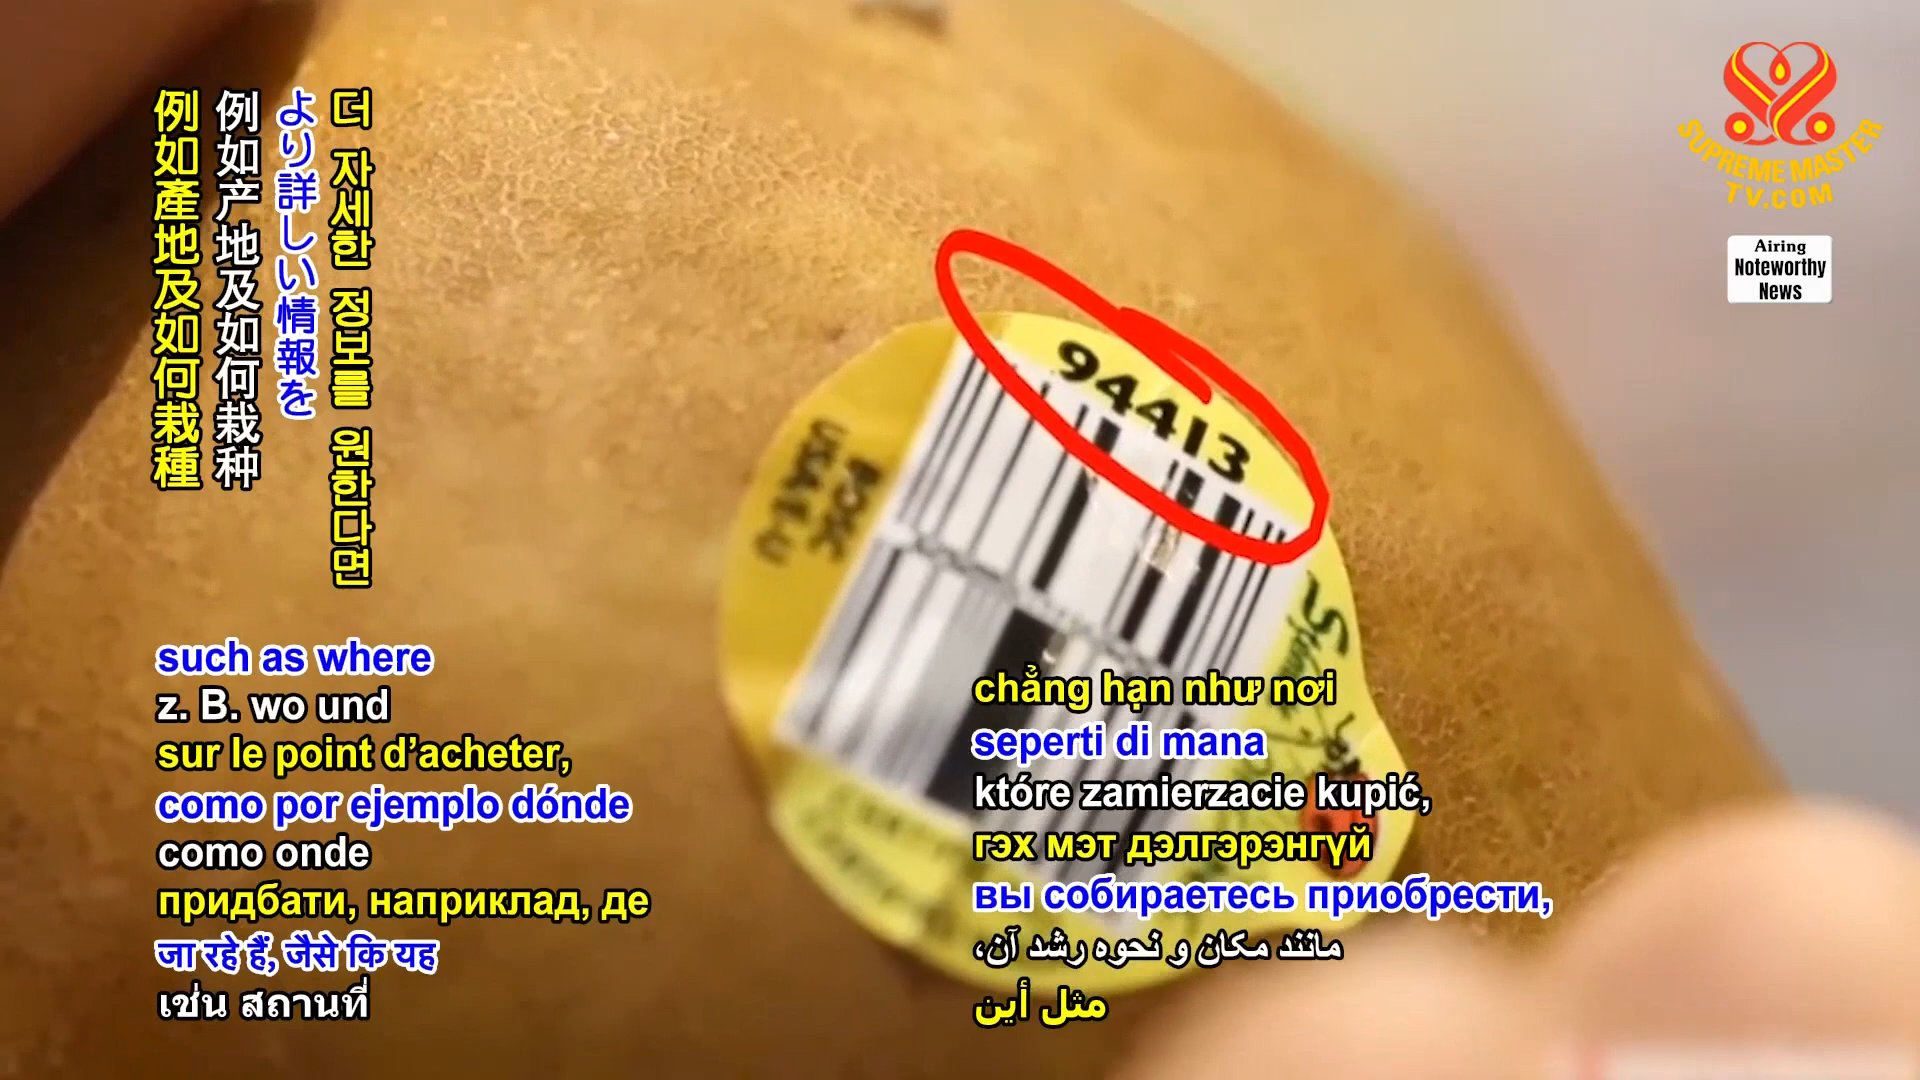 例如產地及如何栽種
例如产地及如何栽种
より詳しい情報を
더 자세한 정보를 원한다면
SUPREME MASTER
TV.COM
Airing
Noteworthy
News
94413
BOSC
USA/E-U
such as where
z. B. wo und
sur le point d’acheter,
como por ejemplo dónde
como onde
придбати, наприклад, де
जा रहे हैं, जैसे कि यह
เช่น สถานที่
chẳng hạn như nơi
seperti di mana
które zamierzacie kupić,
гэх мэт дэлгэрэнгүй
вы собираетесь приобрести,
مانند مکان و نحوه رشد آن،
مثل أين